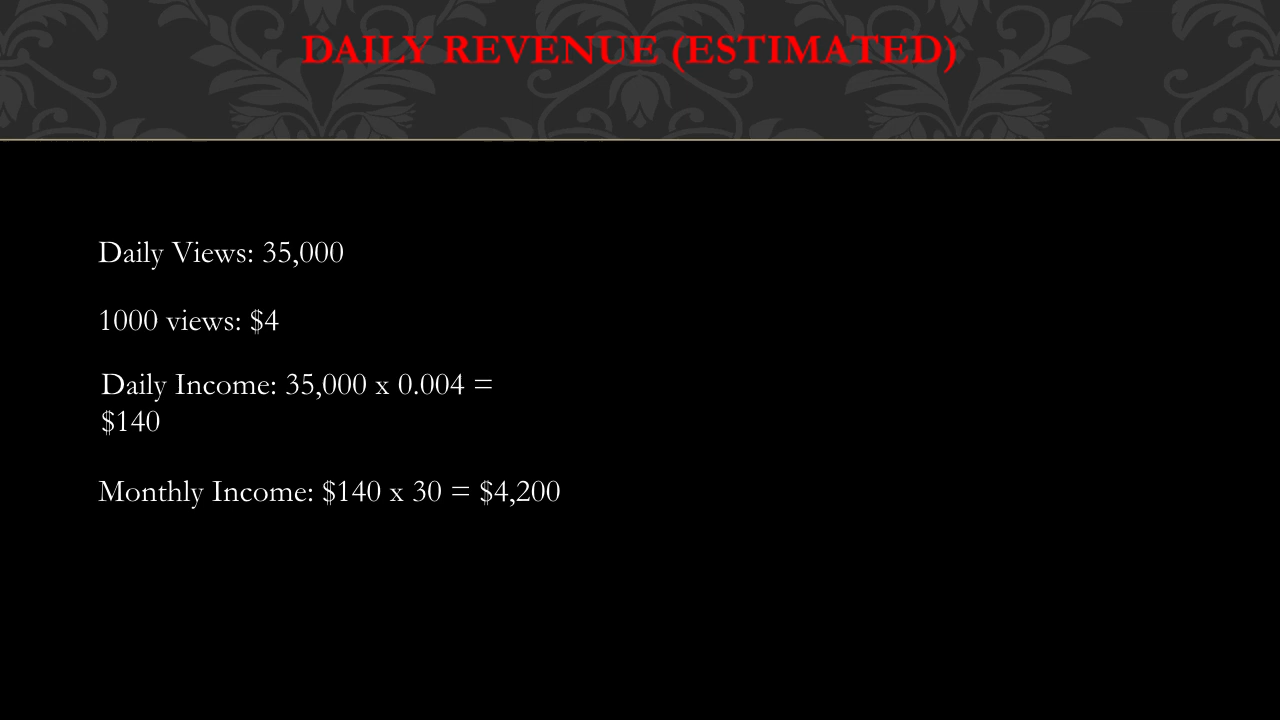 DAILY REVENUE (ESTIMATED)
Daily Views: 35,000
1000 views: $4
Daily Income: 35,000 x 0.004 =
$140
Monthly Income: $140 x 30 = $4,200